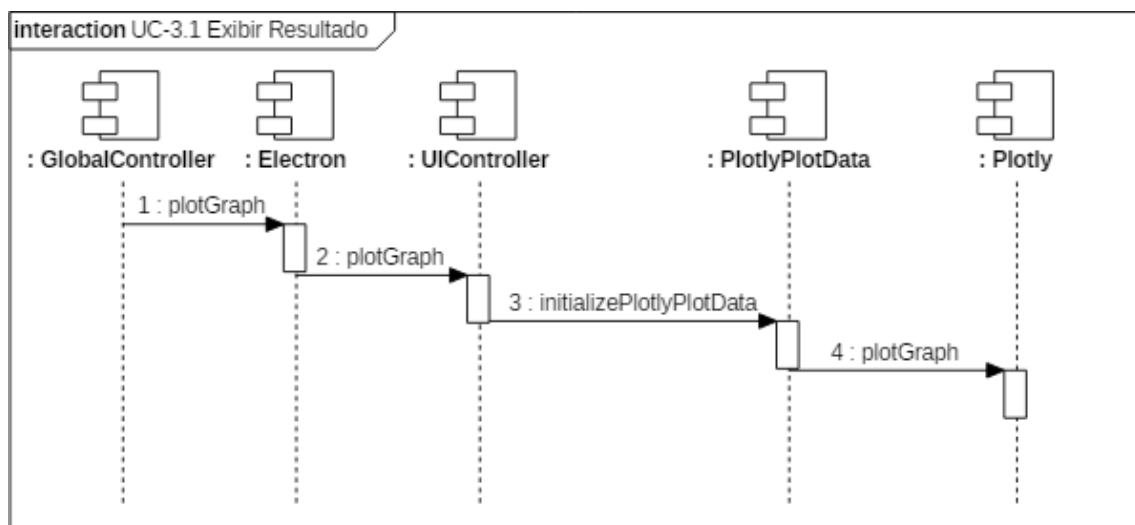 interaction UC-3.1 Exibir Resultado
: GlobalController
: Electron
: UIController
: PlotlyPlotData
: Plotly
1 : plotGraph
2 : plotGraph
3 : initializePlotlyPlotData
4 : plotGraph